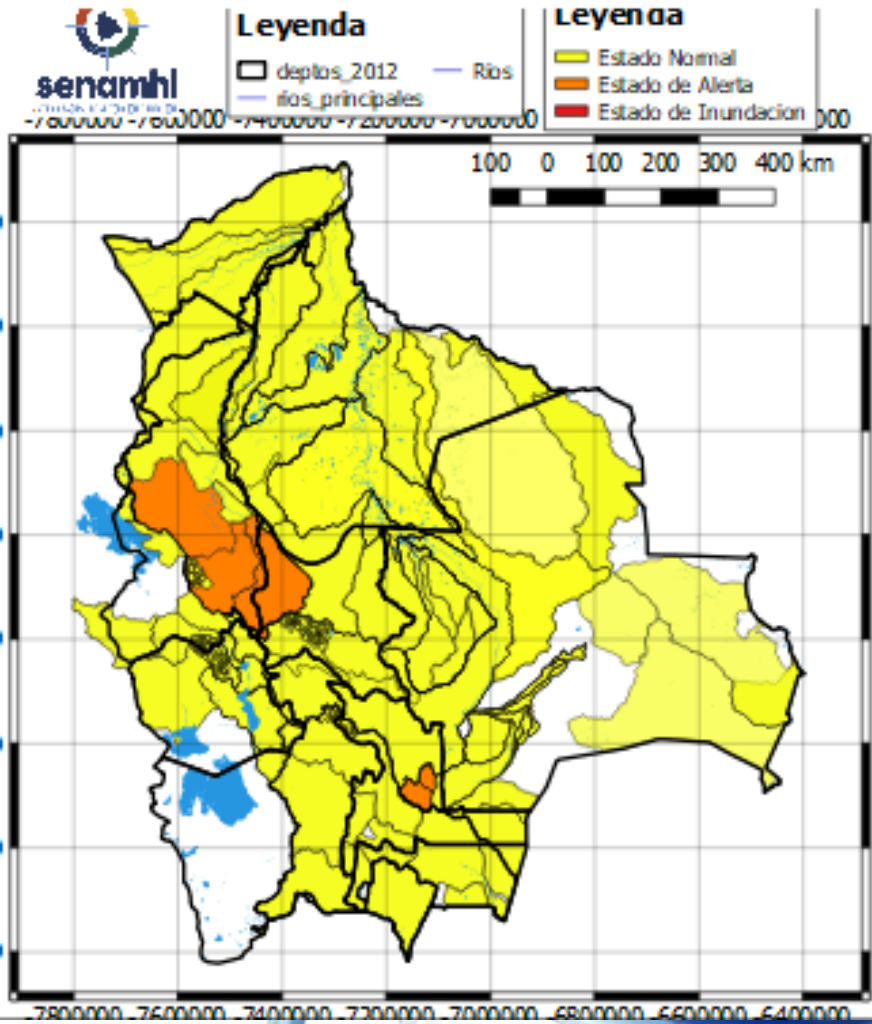 senamhi
Leyenda
deptos_2012
Rios
rios_principales
Leyenda
Estado Normal
Estado de Alerta
Estado de Inundacion
-7800000 -7600000 -7400000 -7200000 -7000000
100 0 100 200 300 400 km
-7800000 -7600000 -7400000 -7200000 -7000000 -6800000 -6600000 -6400000